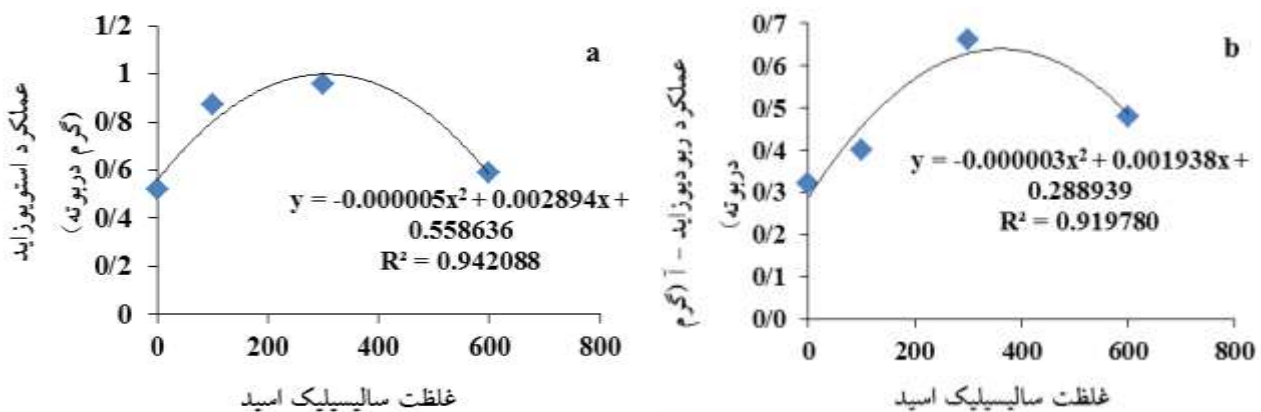 a
عملکرد استویوزاید
(گرم دربوته)
1/2
1
0/8
0/6
0/4
0/2
0
y = -0.000005x² + 0.002894x +
0.558636
R² = 0.942088
0 200 400 600 800
غلظت سالیسیلیک اسید
b
عملکرد ربودیوزاید – آ (گرم
دربوته)
0/7
0/6
0/5
0/4
0/3
0/2
0/1
0/0
y = -0.000003x² + 0.001938x +
0.288939
R² = 0.919780
0 200 400 600 800
غلظت سالیسیلیک اسید